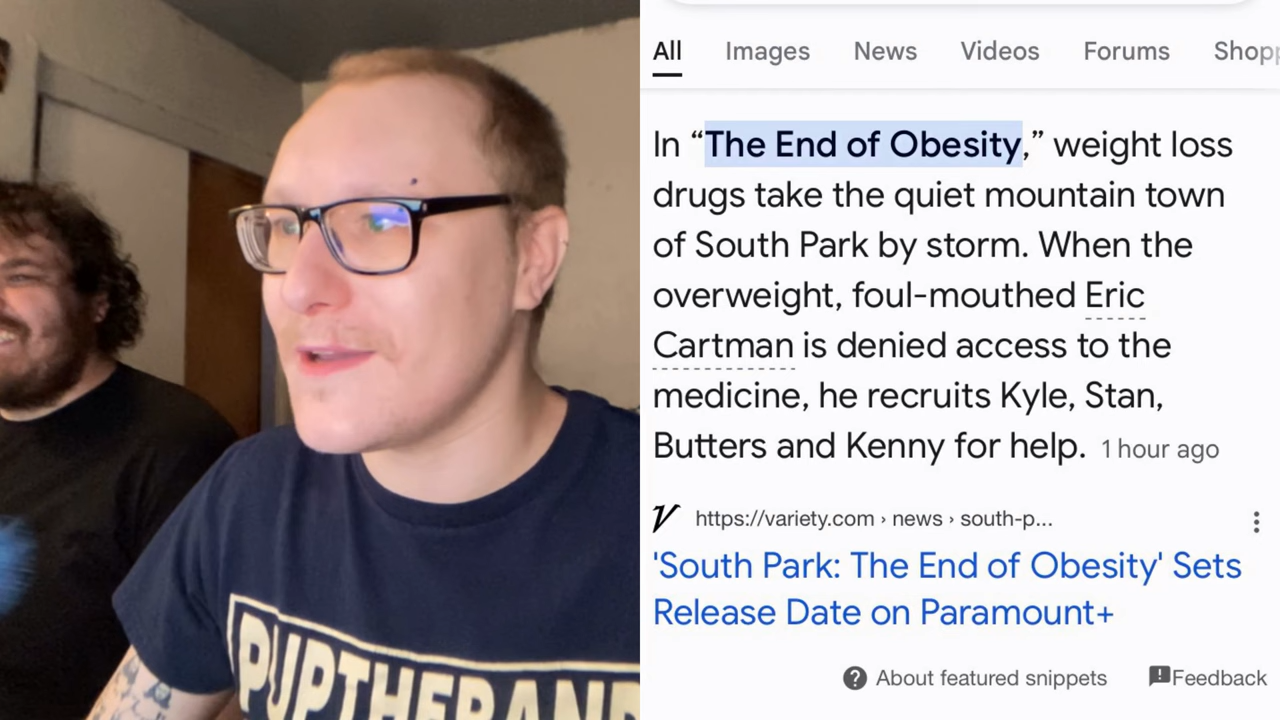 PUPTHEBAND
All Images News Videos Forums
In “The End of Obesity,” weight loss
drugs take the quiet mountain town
of South Park by storm. When the
overweight, foul-mouthed Eric
Cartman is denied access to the
medicine, he recruits Kyle, Stan,
Butters and Kenny for help. 1 hour ago
https://variety.com › news › south-p...
'South Park: The End of Obesity' Sets
Release Date on Paramount+
About featured snippets Feedback